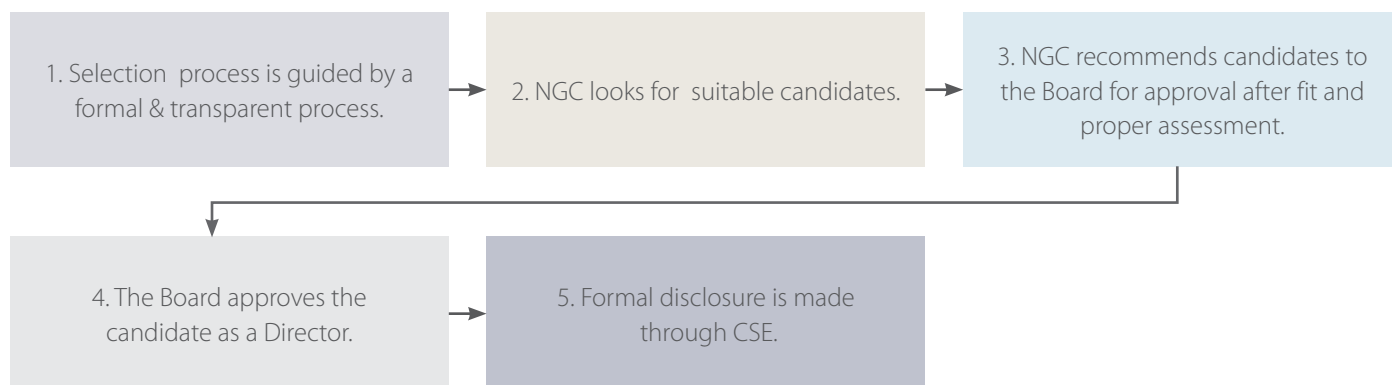 1. Selection process is guided by a
formal & transparent process.
2. NGC looks for suitable candidates.
3. NGC recommends candidates to
the Board for approval after fit and
proper assessment.
4. The Board approves the
candidate as a Director.
5. Formal disclosure is made
through CSE.